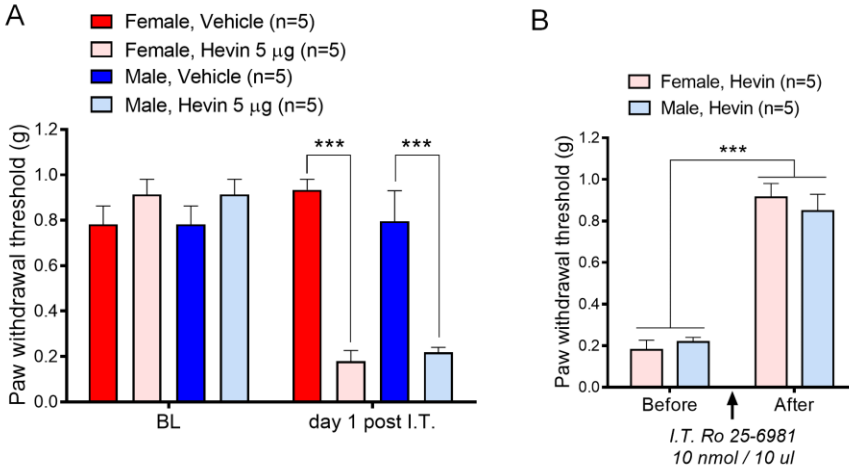 A
Female, Vehicle (n=5)
Female, Hevin 5 μg (n=5)
Male, Vehicle (n=5)
Male, Hevin 5 μg (n=5)
Paw withdrawal threshold (g)
1.2
1.0
0.8
0.6
0.4
0.2
0.0
***
***
BL
day 1 post I.T.
B
Female, Hevin (n=5)
Male, Hevin (n=5)
Paw withdrawal threshold (g)
1.2
1.0
0.8
0.6
0.4
0.2
0.0
***
Before
After
I.T. Ro 25-6981
10 nmol / 10 ul